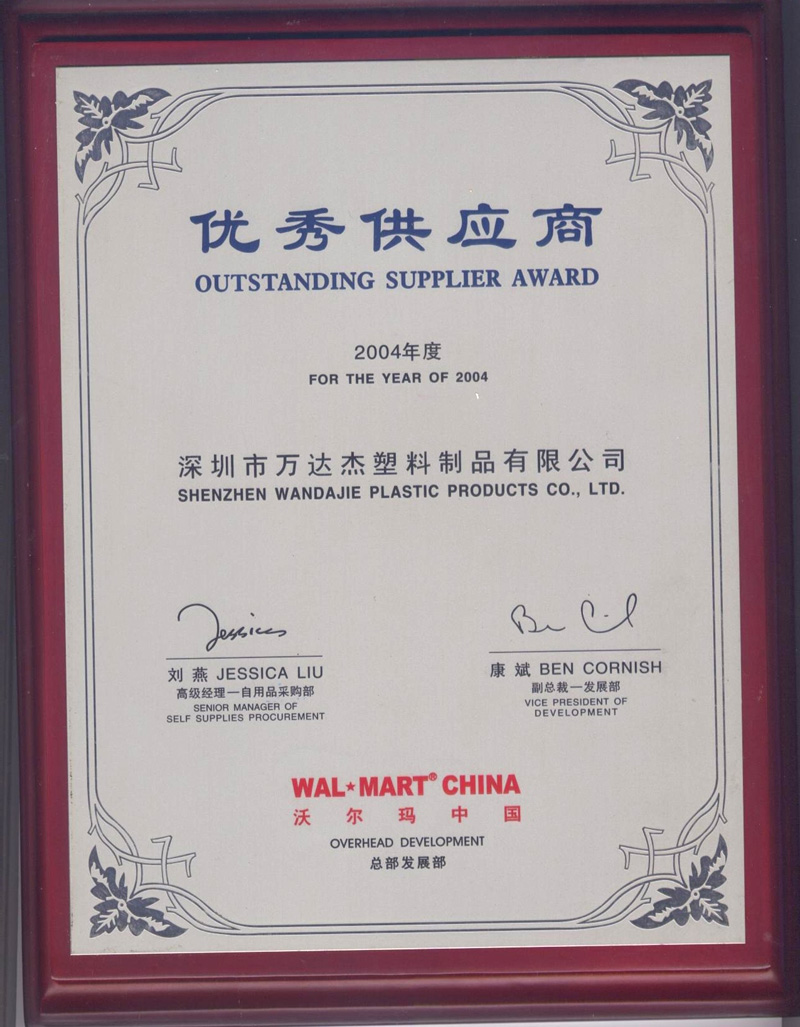 优秀供应商
OUTSTANDING SUPPLIER AWARD
2004年度
FOR THE YEAR OF 2004
深圳市万达杰塑料制品有限公司
SHENZHEN WANDAJIE PLASTIC PRODUCTS CO., LTD.
Jessica
刘 燕 JESSICA LIU
高级经理—自用品采购部
SENIOR MANAGER OF
SELF SUPPLIES PROCUREMENT
Ben C
康 斌 BEN CORNISH
副总裁—发展部
VICE PRESIDENT OF
DEVELOPMENT
WAL★MART® CHINA
沃尔玛中国
OVERHEAD DEVELOPMENT
总部发展部